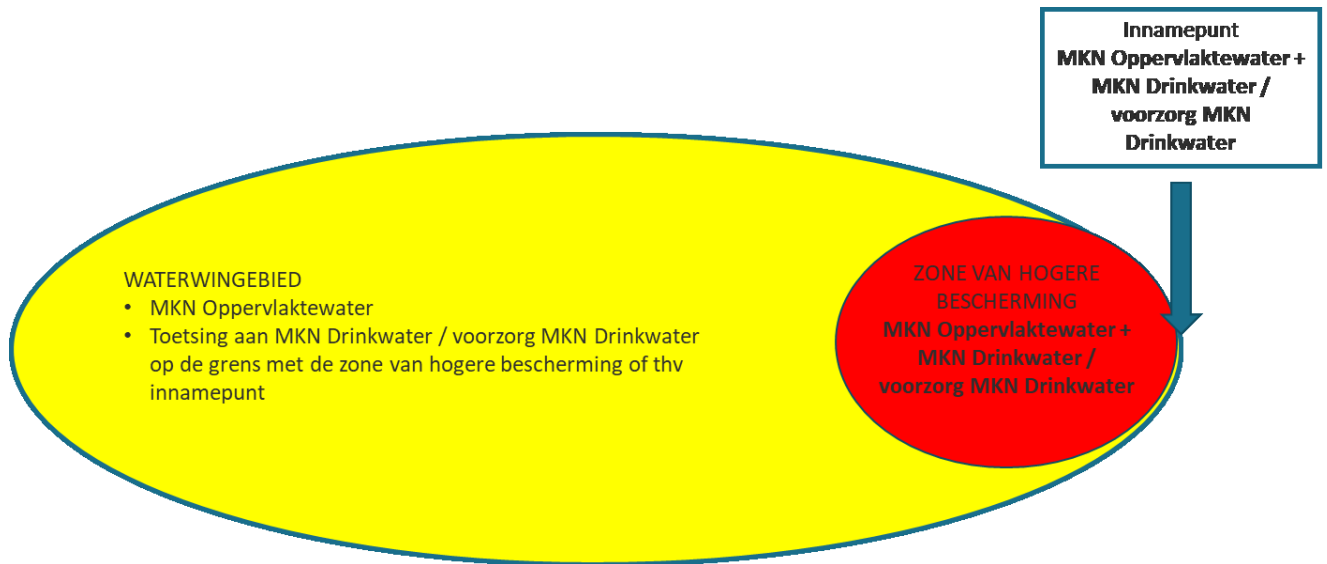 Innamepunt
MKN Oppervlaktewater +
MKN Drinkwater /
voorzorg MKN
Drinkwater
WATERWINGEBIED
• MKN Oppervlaktewater
• Toetsing aan MKN Drinkwater / voorzorg MKN Drinkwater
op de grens met de zone van hogere bescherming of thv
innamepunt
ZONE VAN HOGERE
BESCHERMING
MKN Oppervlaktewater +
MKN Drinkwater /
voorzorg MKN Drinkwater